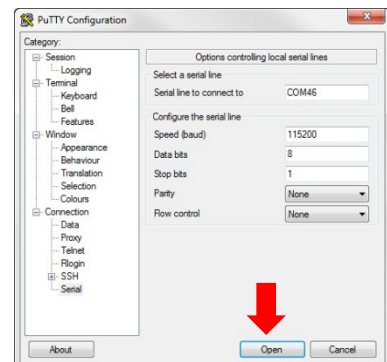 PuTTY Configuration
Category:
Session
Logging
Terminal
Keyboard
Bell
Features
Window
Appearance
Behaviour
Translation
Selection
Colours
Connection
Data
Proxy
Telnet
Rlogin
SSH
Serial
Options controlling local serial lines
Select a serial line
Serial line to connect to COM46
Configure the serial line
Speed (baud) 115200
Data bits 8
Stop bits 1
Parity None
Flow control None
About Open Cancel